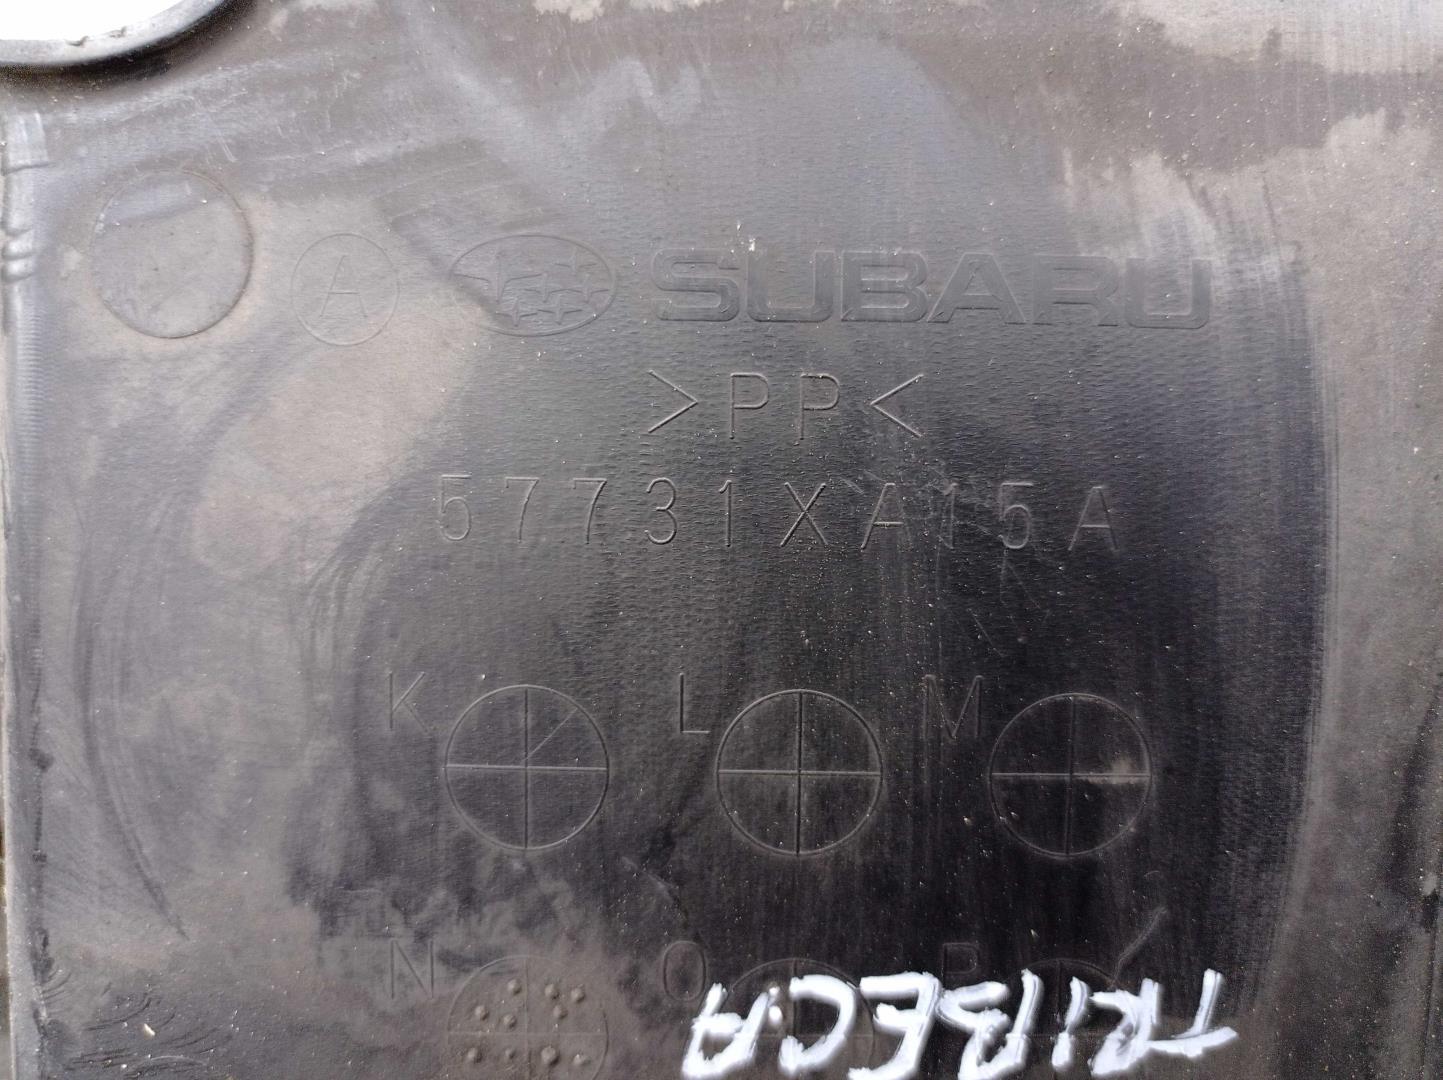 A SUBARU
>PP<
57731XA15A
K L M
N O P
TRIBECA